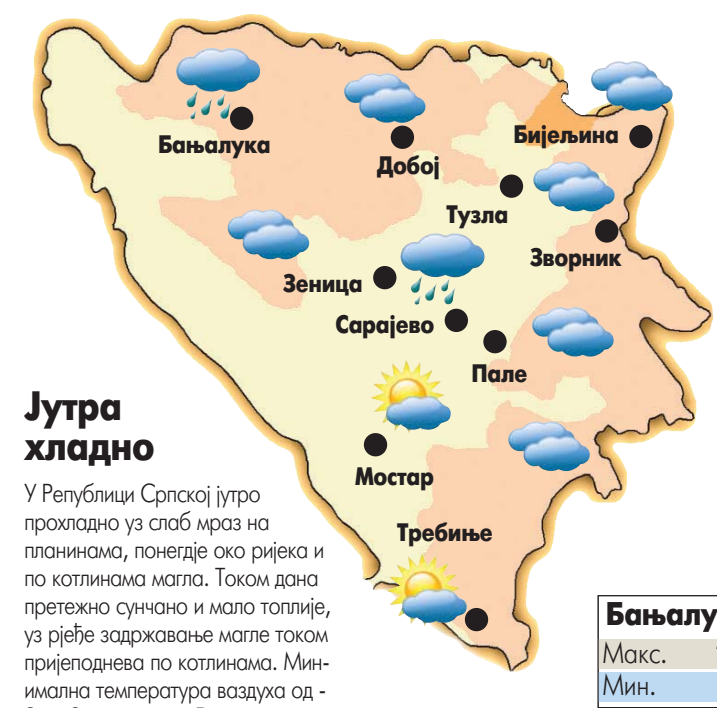 Бањалука
Добој
Бијељина
Тузла
Зворник
Зеница
Сарајево
Пале
Мостар
Требиње
Јутра
хладно
У Републици Српској јутро
прохладно уз слаб мраз на
планинама, понегдје око ријека и
по котлинама магла. Током дана
претежно сунчано и мало топлије,
уз рјеђе задржавање магле током
пријеподнева по котлинама. Мин-
имална температура ваздуха од -
Бањалу
Макс.
Мин.